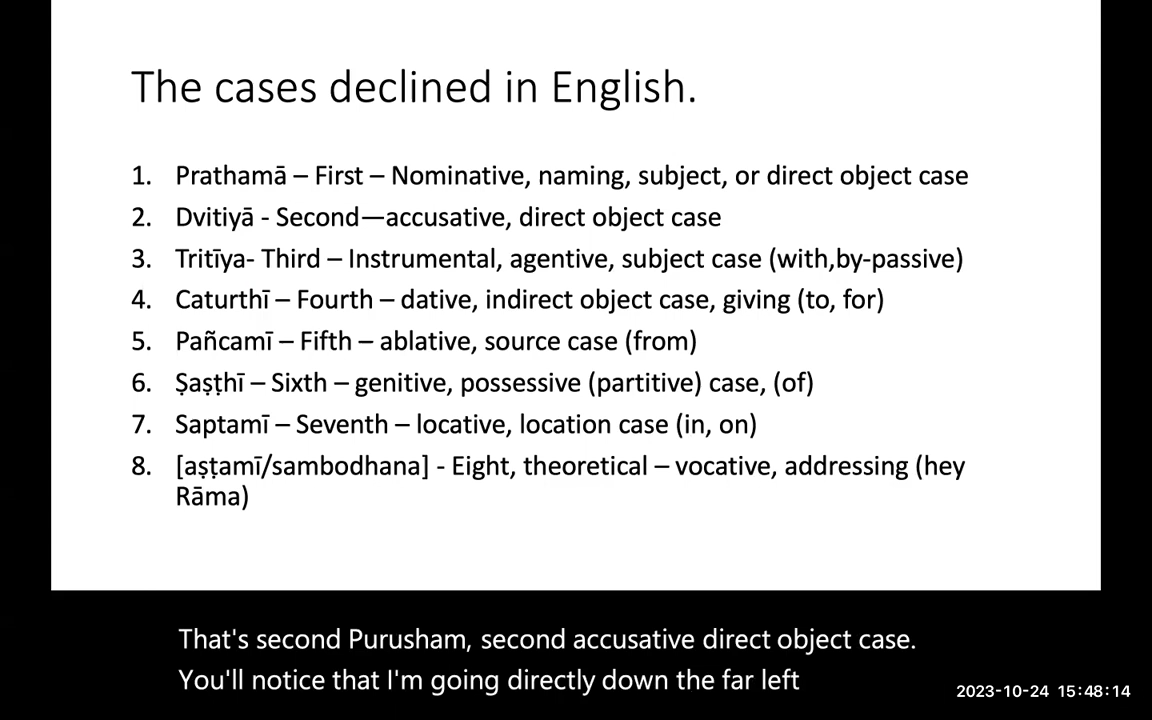 The cases declined in English.
1. Prathamā – First – Nominative, naming, subject, or direct object case
2. Dvitiyā - Second—accusative, direct object case
3. Tritīya- Third – Instrumental, agentive, subject case (with,by-passive)
4. Caturthī – Fourth – dative, indirect object case, giving (to, for)
5. Pañcamī – Fifth – ablative, source case (from)
6. Ṣaṣṭhī – Sixth – genitive, possessive (partitive) case, (of)
7. Saptamī – Seventh – locative, location case (in, on)
8. [aṣṭamī/sambodhana] - Eight, theoretical – vocative, addressing (hey
Rāma)
That's second Purusham, second accusative direct object case.
You'll notice that I'm going directly down the far left
2023-10-24 15:48:14